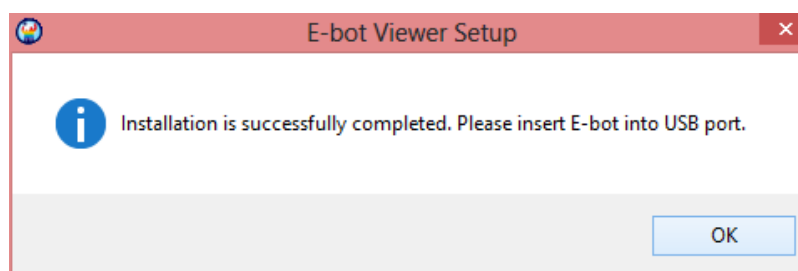 E-bot Viewer Setup
Installation is successfully completed. Please insert E-bot into USB port.
OK